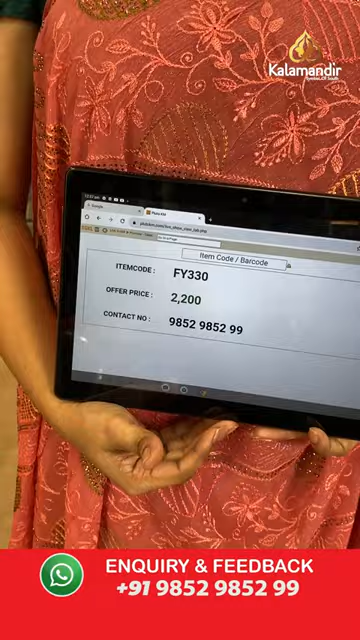 Kalamandir
Item Code / Barcode
ITEMCODE : FY330
OFFER PRICE : 2,200
CONTACT NO : 9852 9852 99
ENQUIRY & FEEDBACK
+91 9852 9852 99